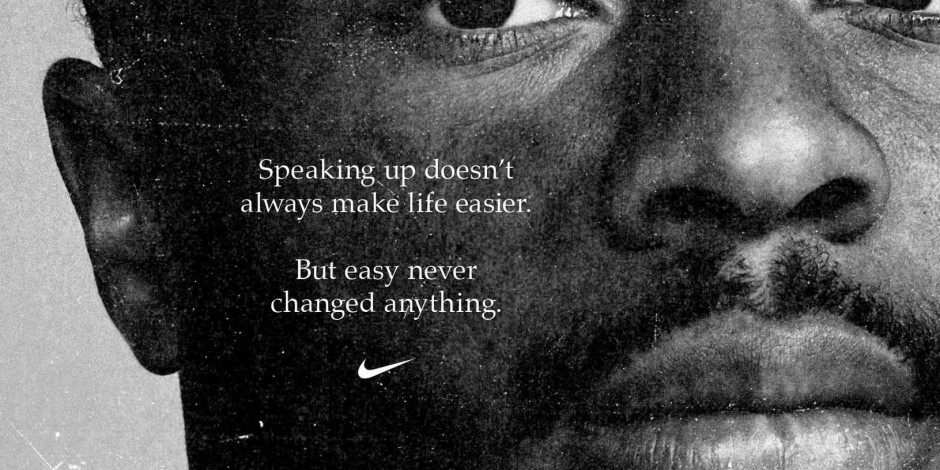 Speaking up doesn’t
always make life easier.
But easy never
changed anything.